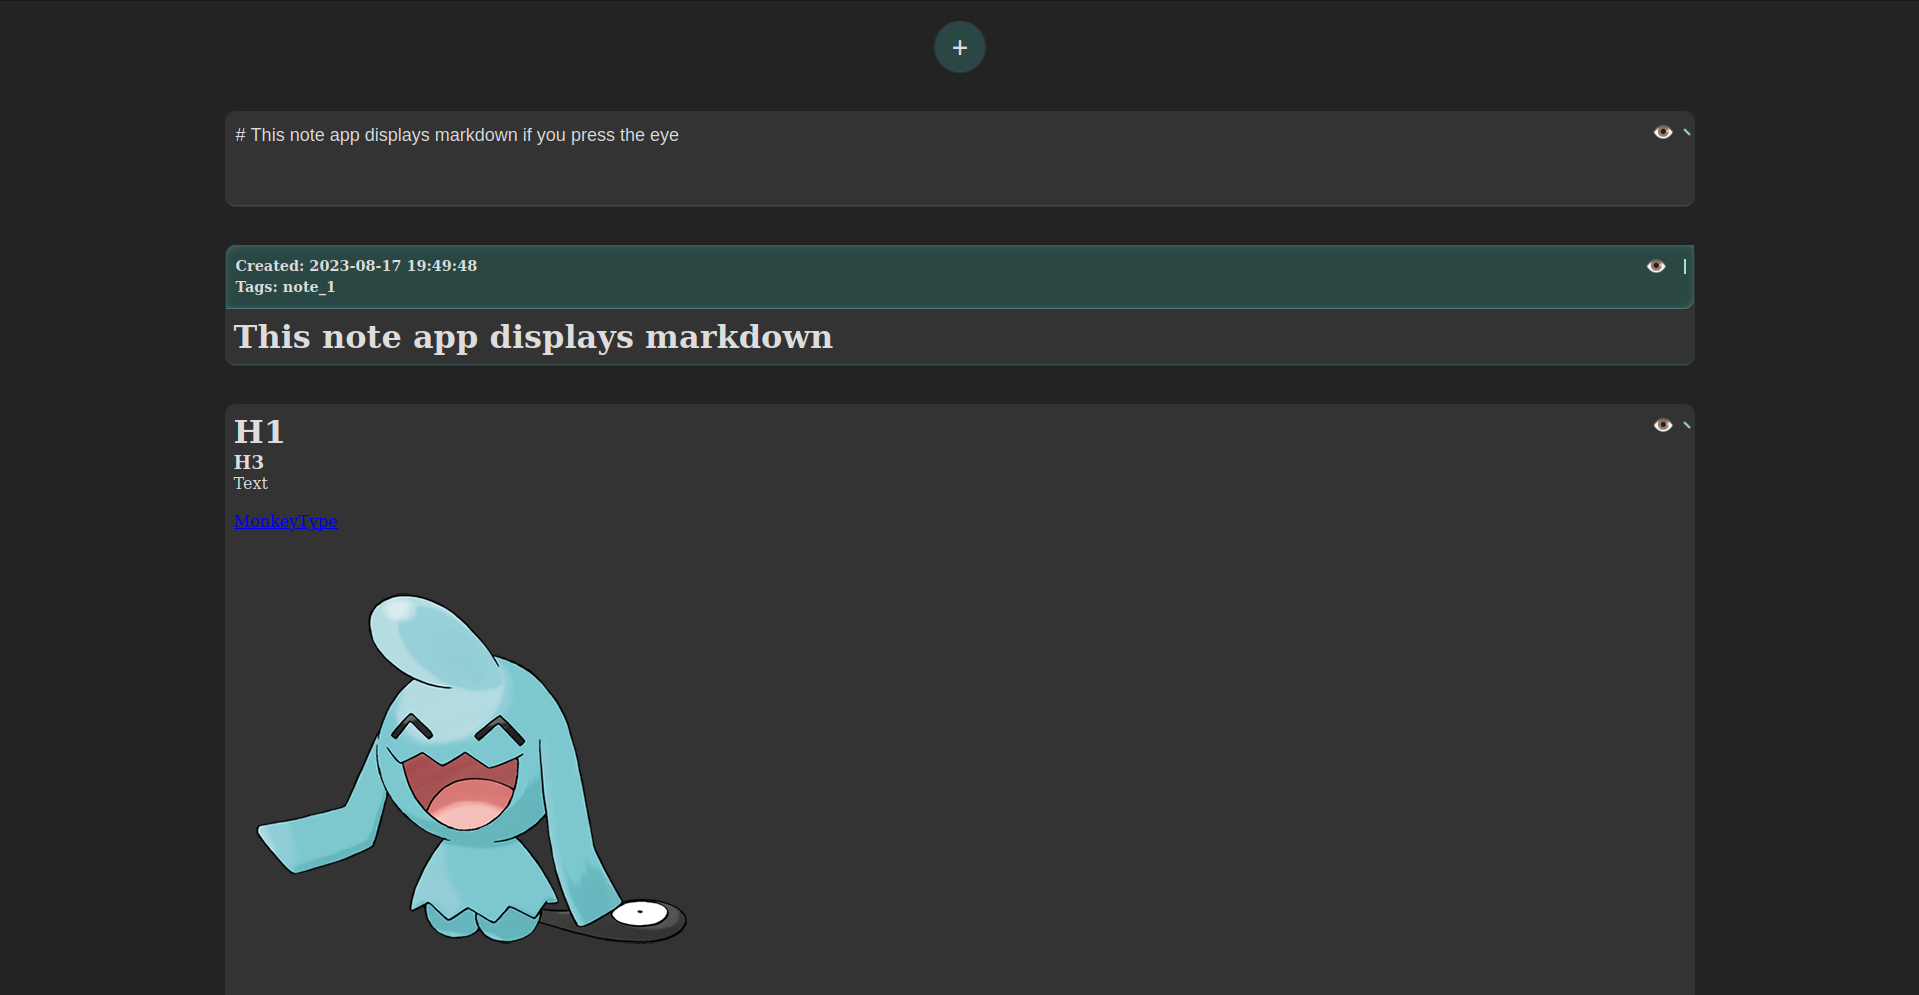 +
# This note app displays markdown if you press the eye
Created: 2023-08-17 19:49:48
Tags: note_1
This note app displays markdown
H1
H3
Text
MonkeyType